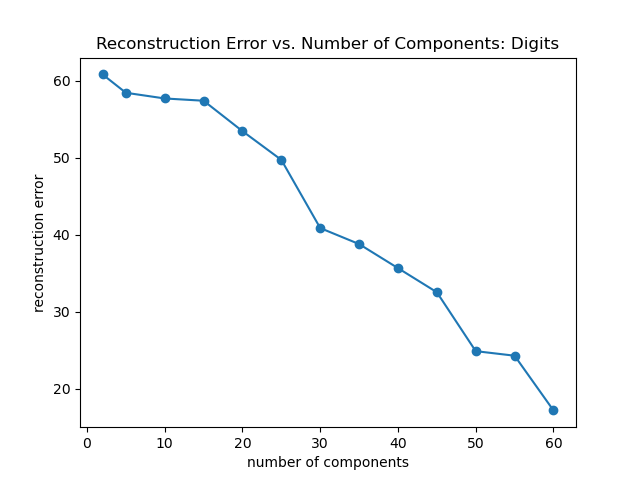 Reconstruction Error vs. Number of Components: Digits
60
50
40
30
20
reconstruction error
0 10 20 30 40 50 60
number of components